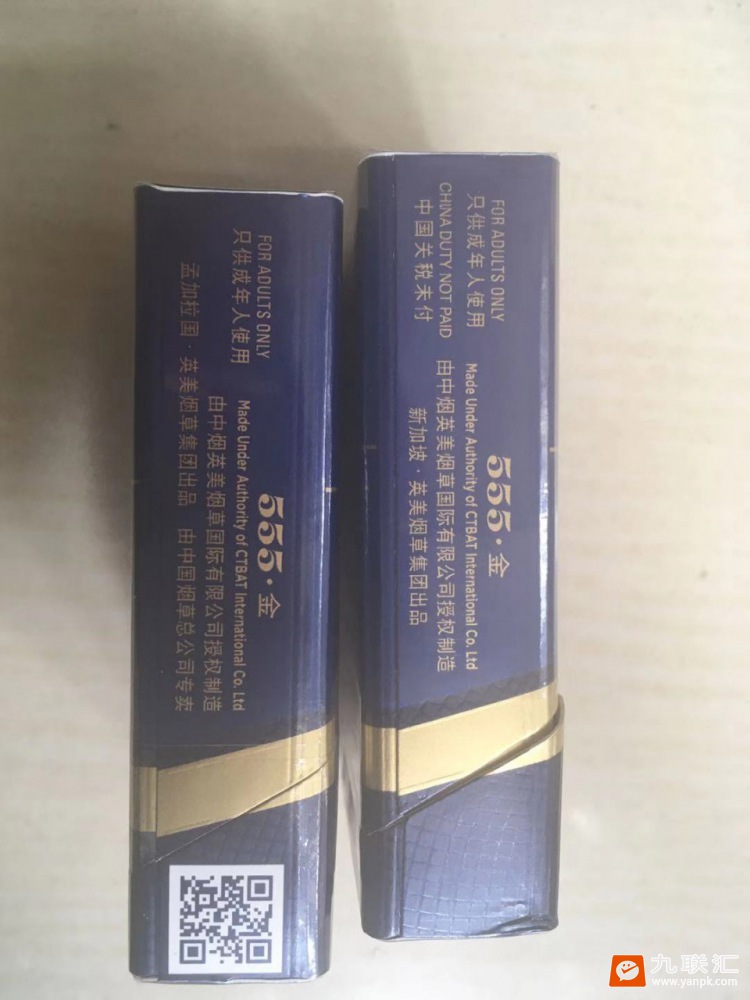 FOR ADULTS ONLY
只供成年人使用
555·金
Made Under Authority of CTBAT International Co. Ltd
由中烟英美烟草国际有限公司授权制造
孟加拉国·英美烟草集团出品 由中国烟草总公司专卖
FOR ADULTS ONLY
只供成年人使用
CHINA DUTY NOT PAID
中国关税未付
555·金
Made Under Authority of CTBAT International Co. Ltd
由中烟英美烟草国际有限公司授权制造
新加坡·英美烟草集团出品
九联汇
www.yanpk.com